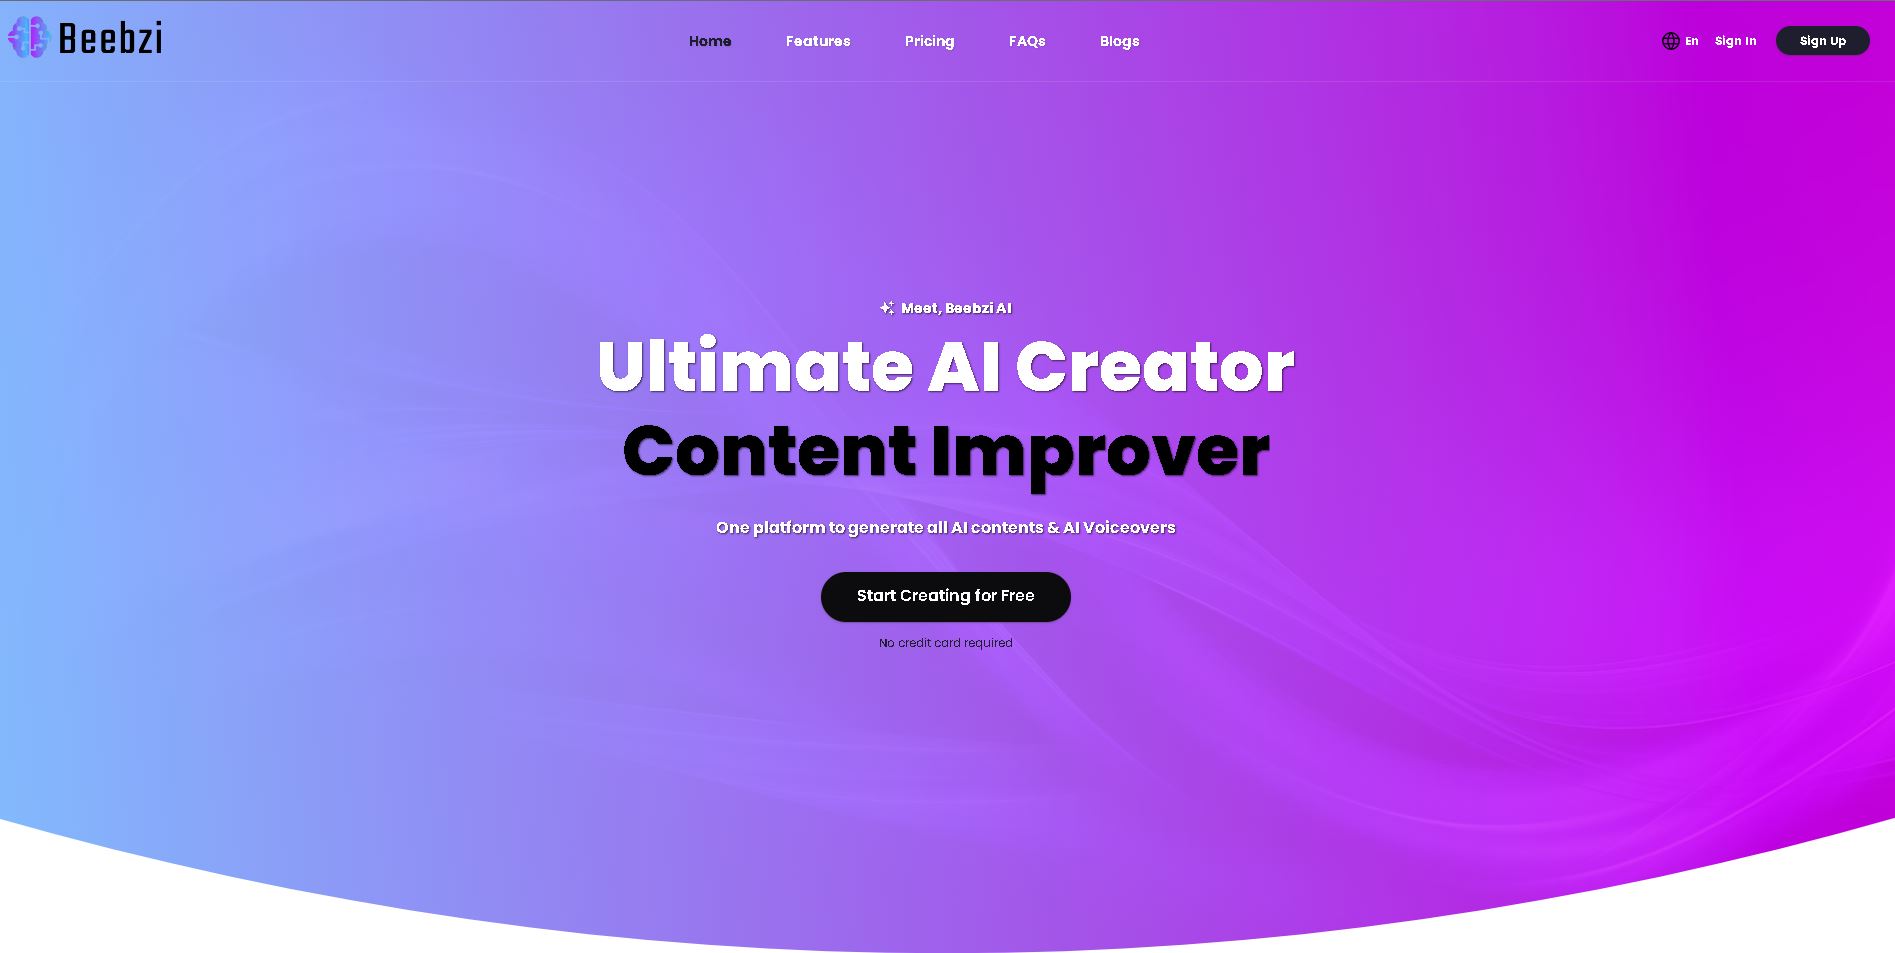 Beebzi
Home Features Pricing FAQs Blogs
En Sign In Sign Up
Meet, Beebzi AI
Ultimate AI Creator
Content Improver
One platform to generate all AI contents & AI Voiceovers
Start Creating for Free
No credit card required